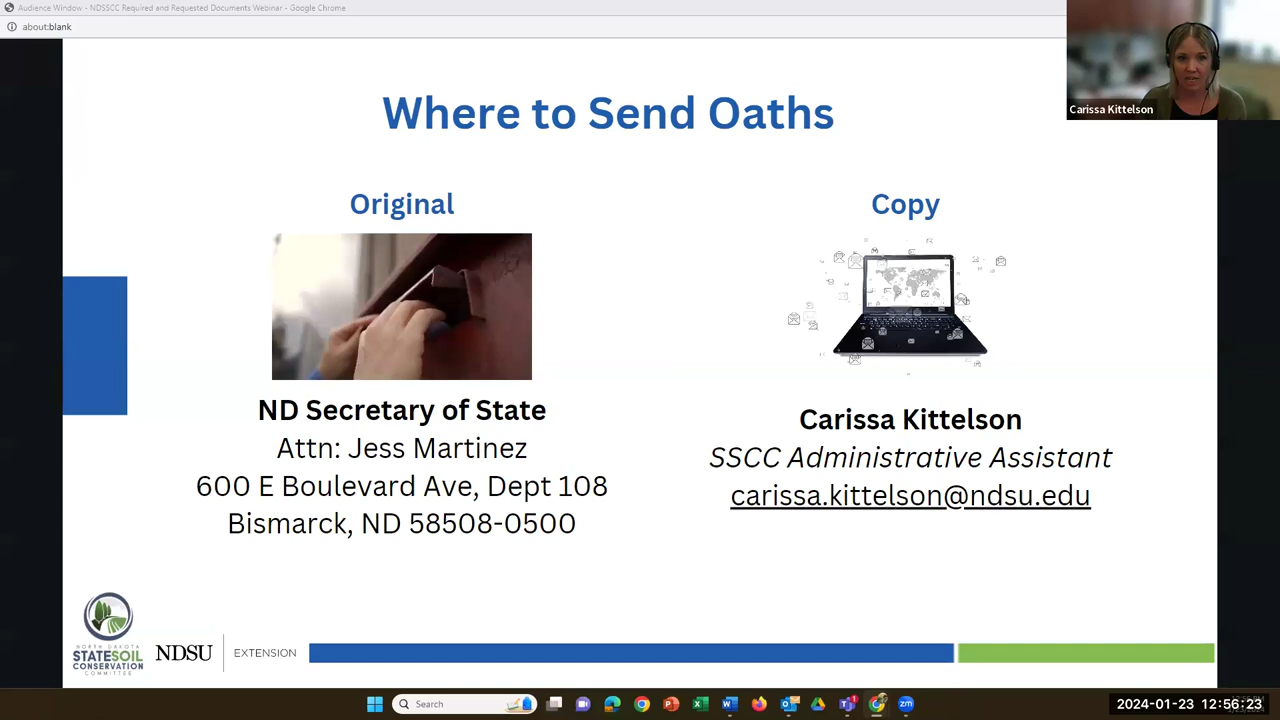 Audience Window - NDSSCC Required and Requested Documents Webinar - Google Chrome
about:blank
Carissa Kittelson
Where to Send Oaths
Original
Copy
ND Secretary of State
Attn: Jess Martinez
600 E Boulevard Ave, Dept 108
Bismarck, ND 58508-0500
Carissa Kittelson
SSCC Administrative Assistant
carissa.kittelson@ndsu.edu
NORTH DAKOTA
STATE SOIL
CONSERVATION
COMMITTEE
NDSU
EXTENSION
Search
2024-01-23 12:56:23